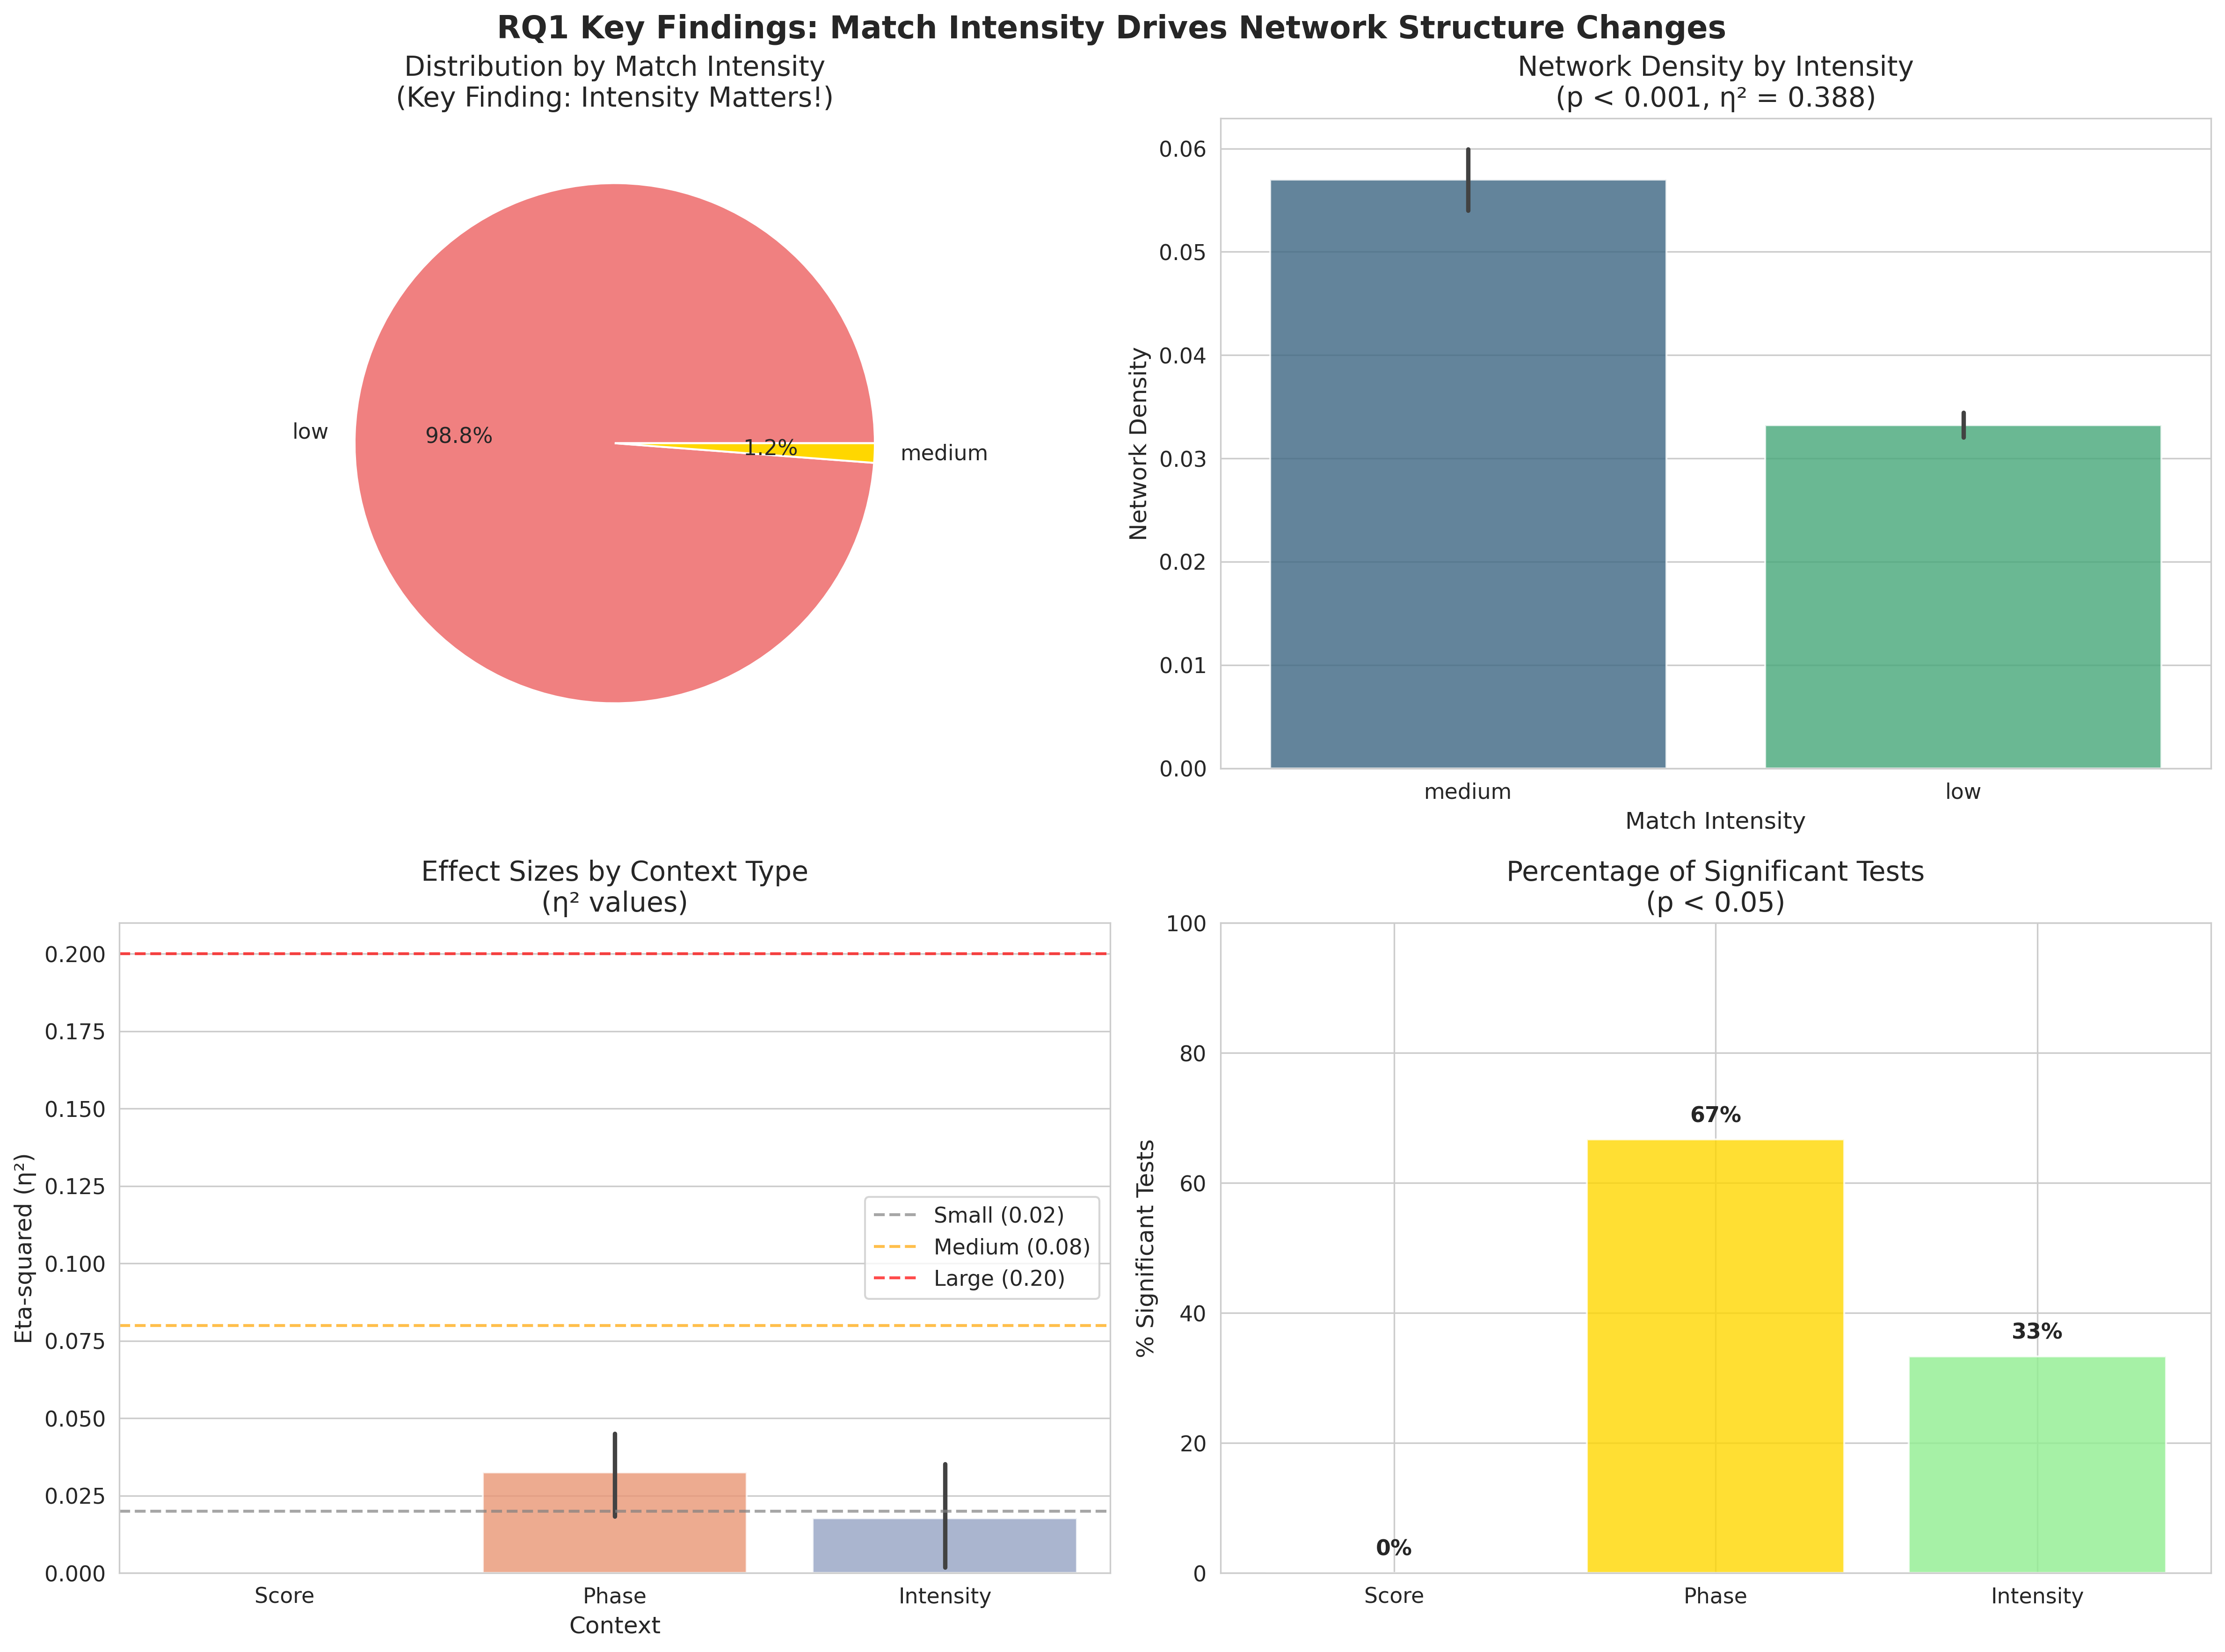 RQ1 Key Findings: Match Intensity Drives Network Structure Changes
Distribution by Match Intensity
(Key Finding: Intensity Matters!)
low
98.8%
1.2%
medium
Network Density by Intensity
(p < 0.001, η² = 0.388)
Network Density
0.06
0.05
0.04
0.03
0.02
0.01
0.00
medium
low
Match Intensity
Effect Sizes by Context Type
(η² values)
Eta-squared (η²)
0.200
0.175
0.150
0.125
0.100
0.075
0.050
0.025
0.000
Small (0.02)
Medium (0.08)
Large (0.20)
Score
Phase
Intensity
Context
Percentage of Significant Tests
(p < 0.05)
% Significant Tests
100
80
60
40
20
0
0%
67%
33%
Score
Phase
Intensity